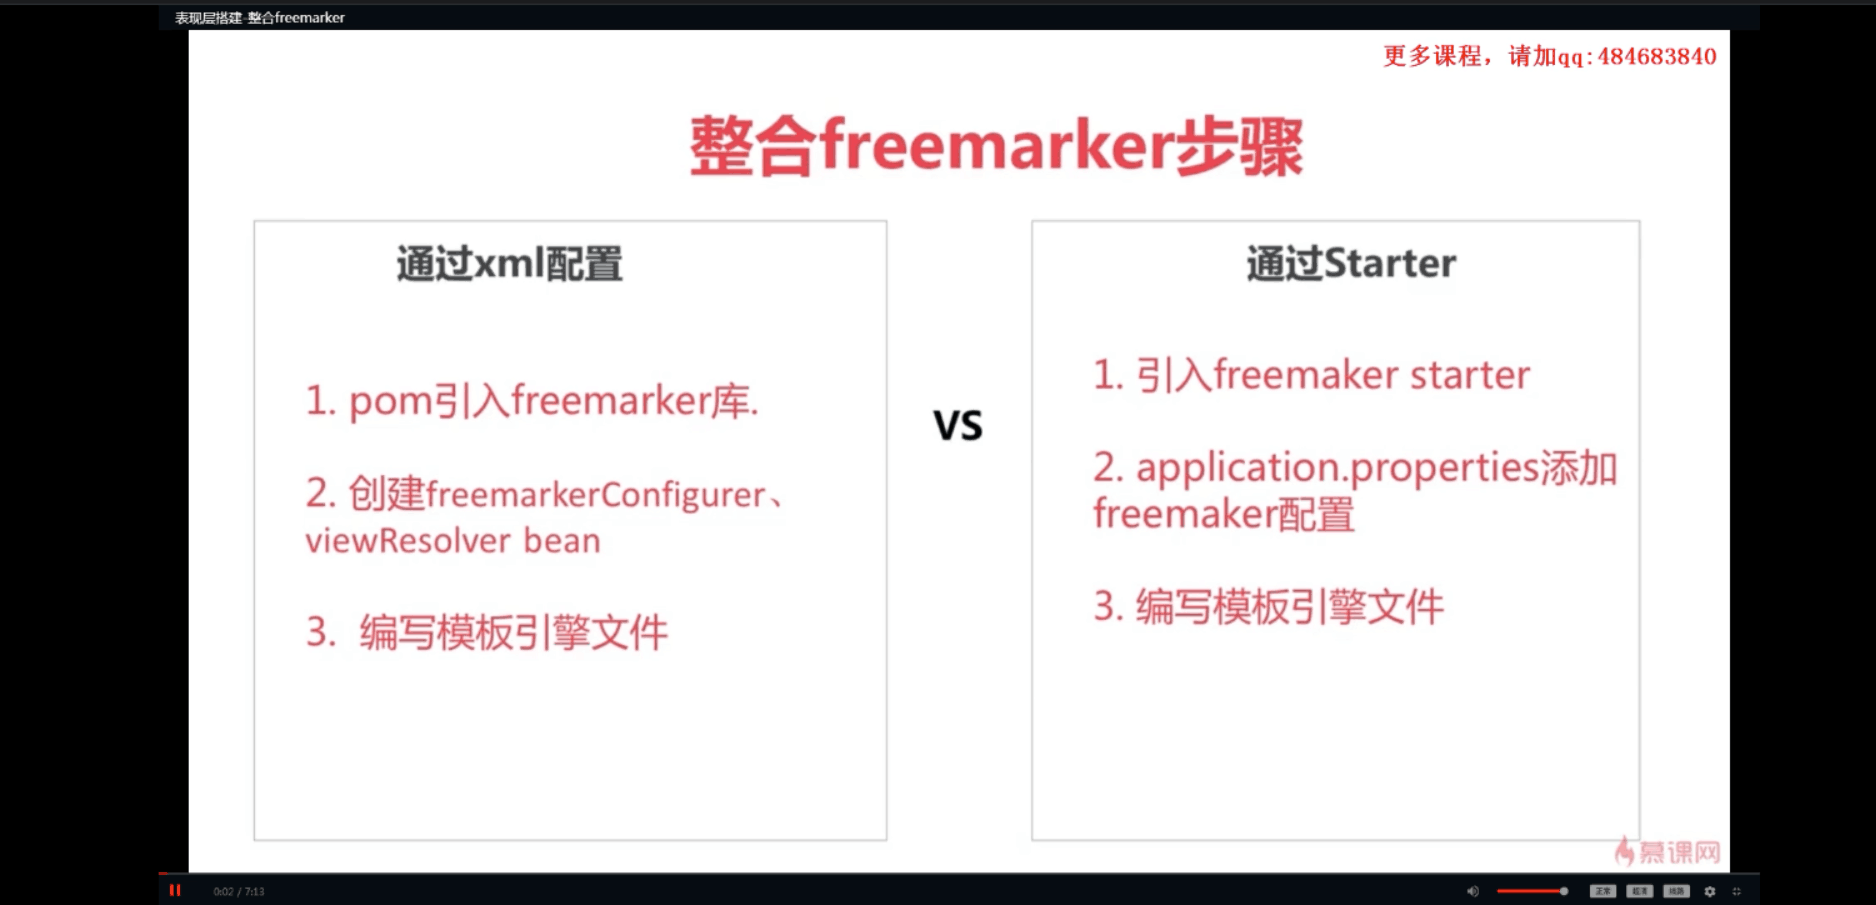 表现层搭建-整合freemarker
更多课程，请加qq:484683840
整合freemarker步骤
通过xml配置
1. pom引入freemarker库.
2. 创建freemarkerConfigurer、
viewResolver bean
3. 编写模板引擎文件
VS
通过Starter
1. 引入freemaker starter
2. application.properties添加
freemaker配置
3. 编写模板引擎文件
慕课网
0:02 / 7:13
正常
超清
线路